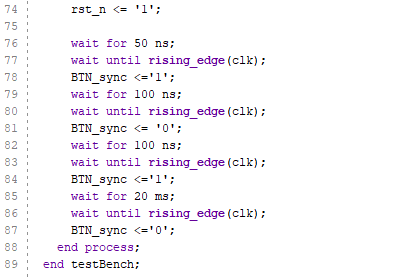 74 rst_n <= '1';
75
76 wait for 50 ns;
77 wait until rising_edge(clk);
78 BTN_sync <='1';
79 wait for 100 ns;
80 wait until rising_edge(clk);
81 BTN_sync <= '0';
82 wait for 100 ns;
83 wait until rising_edge(clk);
84 BTN_sync <='1';
85 wait for 20 ms;
86 wait until rising_edge(clk);
87 BTN_sync <='0';
88 end process;
89 end testBench;